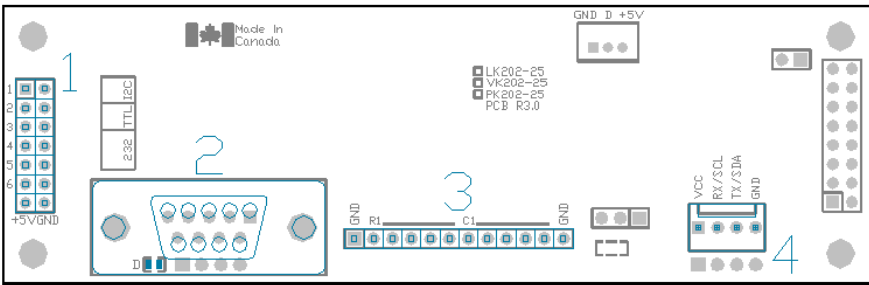 Made In
Canada
GND D +5V
LK202-25
VK202-25
PK202-25
PCB R3.0
1
1
2
3
4
5
6
+5VGND
I2C
TTL
232
2
D
3
GND
R1
C1
GND
VCC
RX/SCL
TX/SDA
GND
4